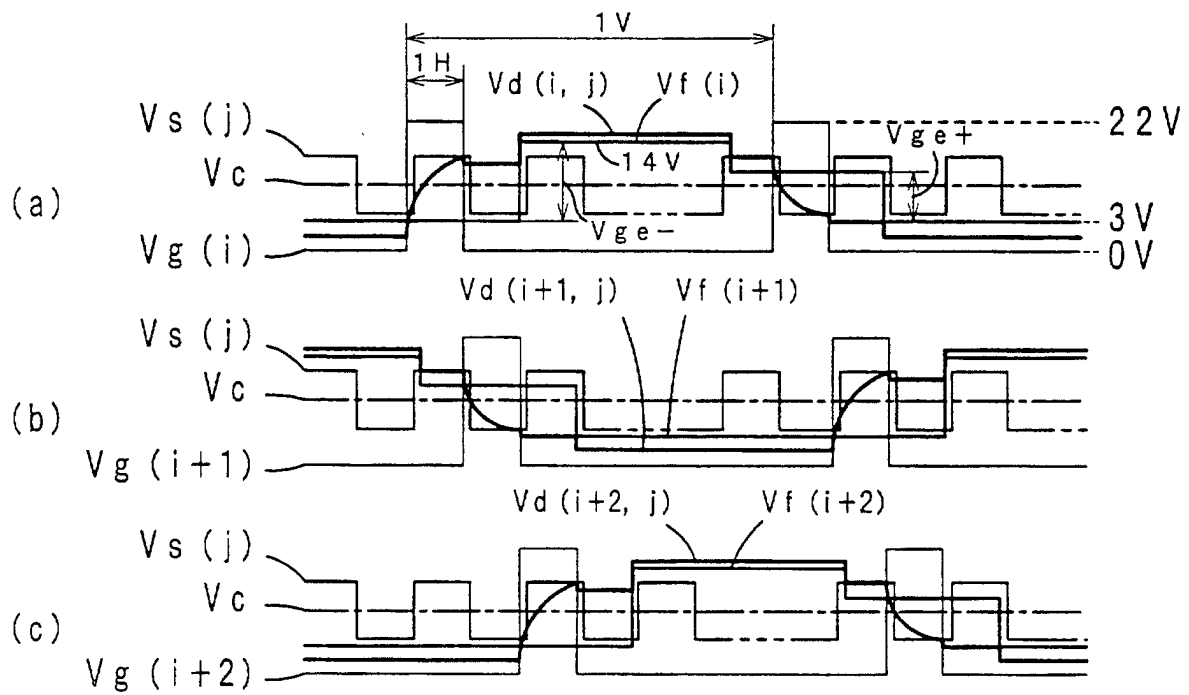 1V
1H
Vd (i, j) Vf (i)
Vs (j)
22V
Vge+
14V
Vc
(a)
3V
Vge−
Vg (i)
0V
Vd (i+1, j) Vf (i+1)
Vs (j)
Vc
(b)
Vg (i+1)
Vd (i+2, j) Vf (i+2)
Vs (j)
Vc
(c)
Vg (i+2)